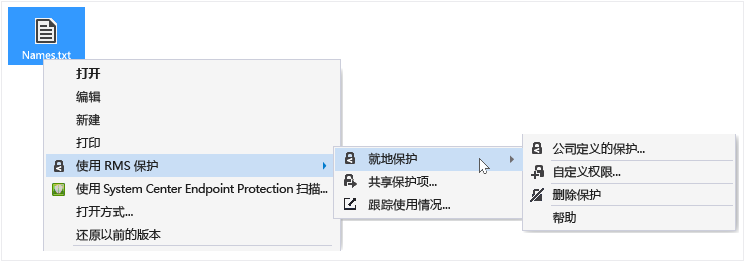 Names.txt
打开
编辑
新建
打印
使用 RMS 保护
使用 System Center Endpoint Protection 扫描...
打开方式...
还原以前的版本
就地保护
共享保护项...
跟踪使用情况...
公司定义的保护...
自定义权限...
删除保护
帮助